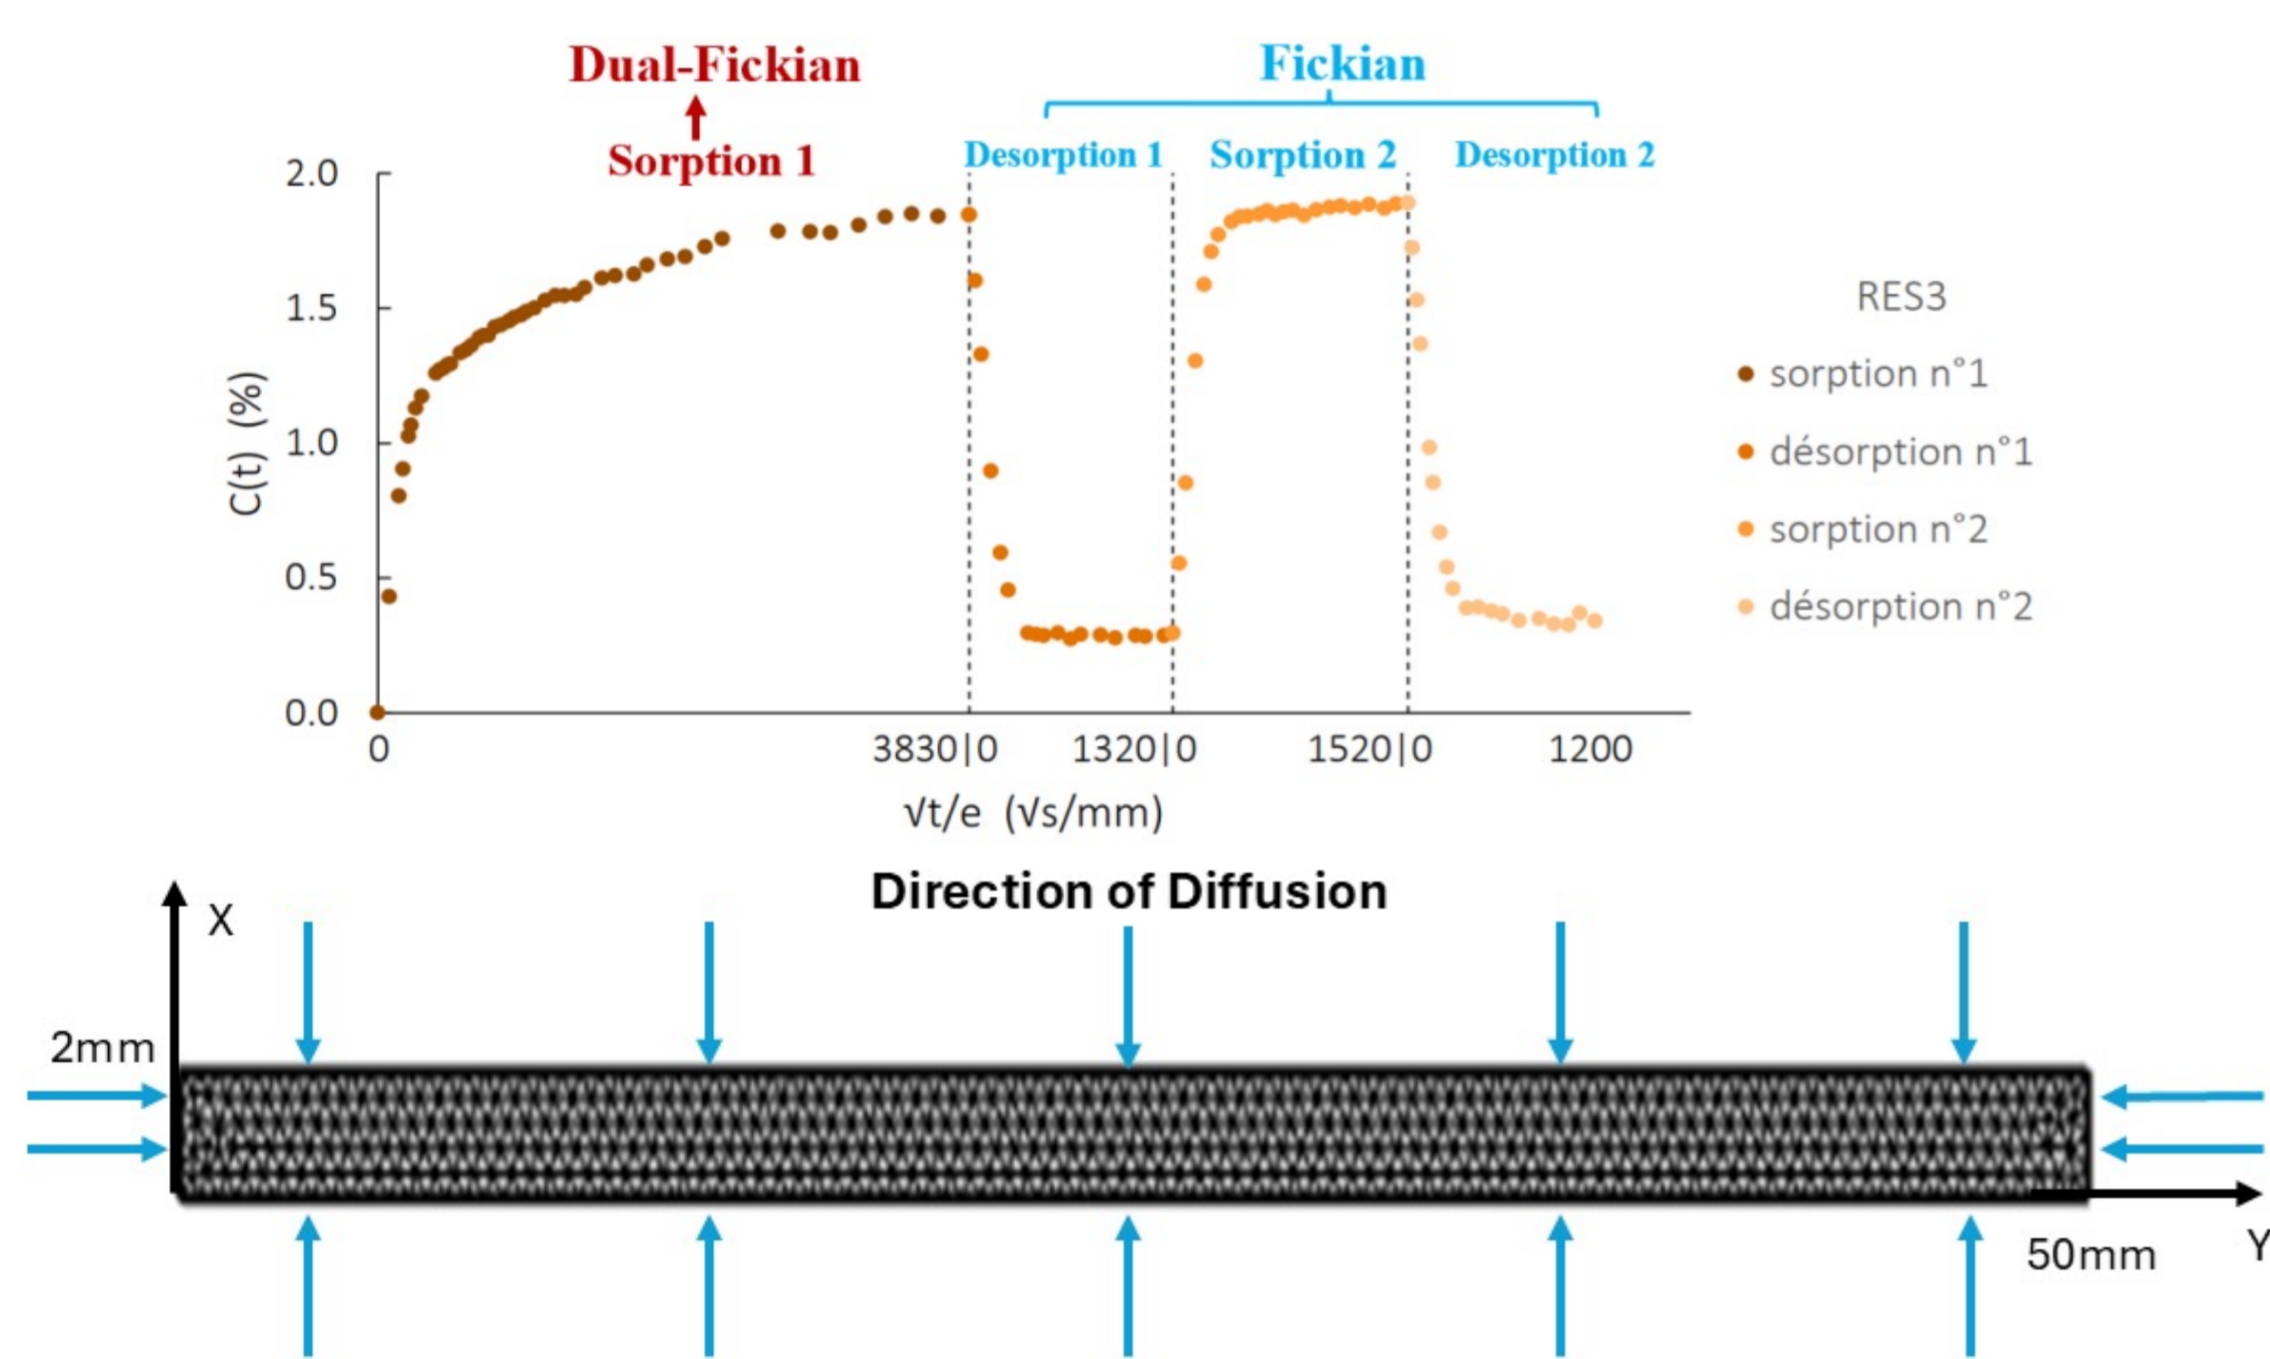 Dual-Fickian
Fickian
Sorption 1
Desorption 1
Sorption 2
Desorption 2
2.0
1.5
1.0
0.5
0.0
C(t) (%)
0
3830|0
1320|0
1520|0
1200
√t/e (√s/mm)
RES3
sorption n°1
désorption n°1
sorption n°2
désorption n°2
Direction of Diffusion
X
2mm
50mm
Y